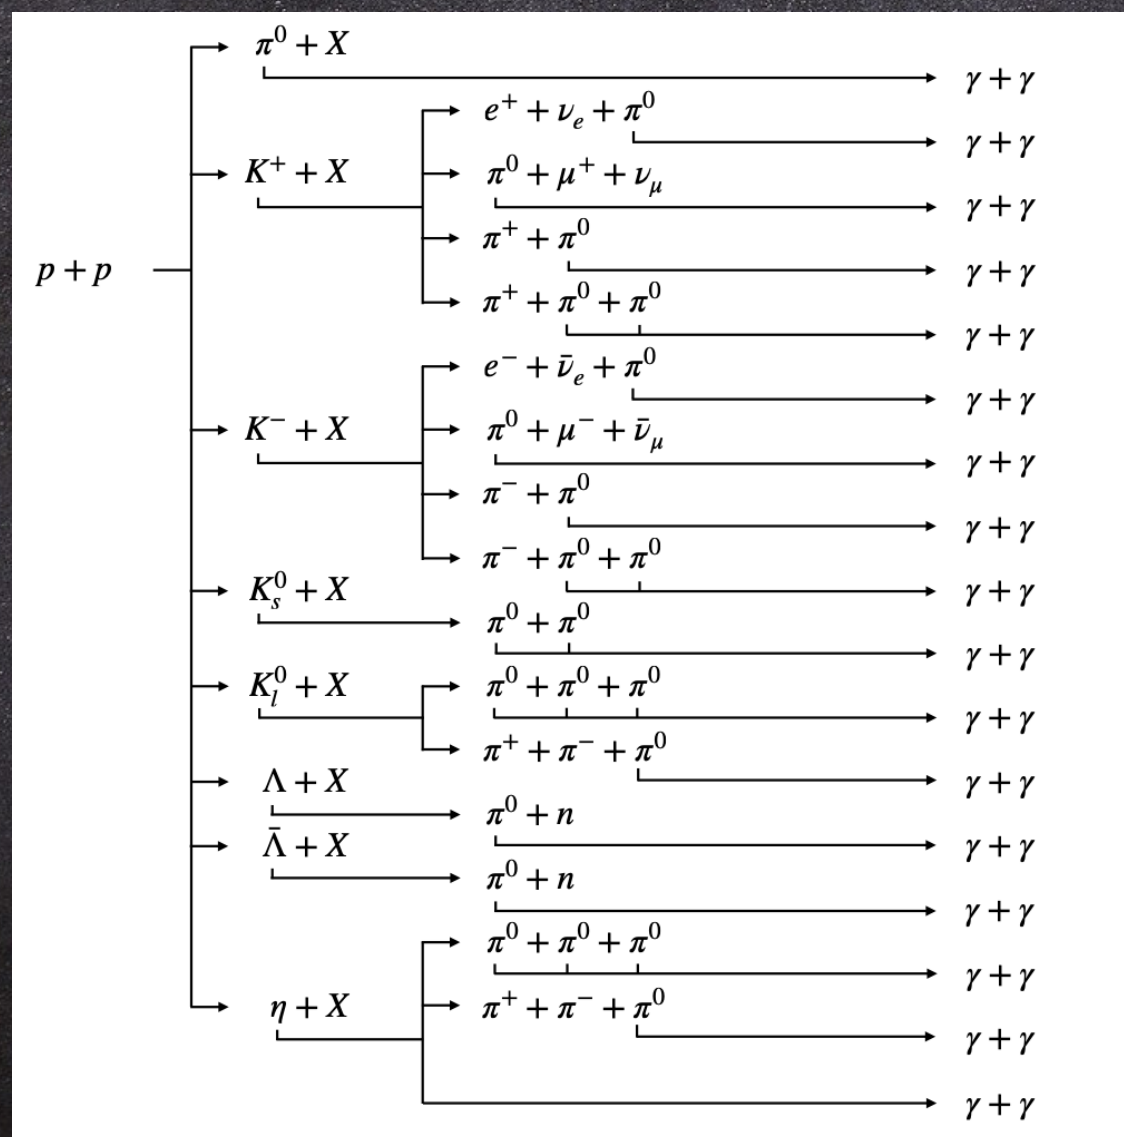 π⁰ + X
γ + γ
e⁺ + νₑ + π⁰
γ + γ
K⁺ + X
π⁰ + μ⁺ + ν_μ
γ + γ
π⁺ + π⁰
p + p
γ + γ
π⁺ + π⁰ + π⁰
γ + γ
e⁻ + ν̄ₑ + π⁰
γ + γ
K⁻ + X
π⁰ + μ⁻ + ν̄_μ
γ + γ
π⁻ + π⁰
γ + γ
π⁻ + π⁰ + π⁰
K⁰ₛ + X
γ + γ
π⁰ + π⁰
γ + γ
K⁰ₗ + X
π⁰ + π⁰ + π⁰
γ + γ
π⁺ + π⁻ + π⁰
Λ + X
γ + γ
π⁰ + n
Λ̄ + X
γ + γ
π⁰ + n
γ + γ
π⁰ + π⁰ + π⁰
γ + γ
η + X
π⁺ + π⁻ + π⁰
γ + γ
γ + γ